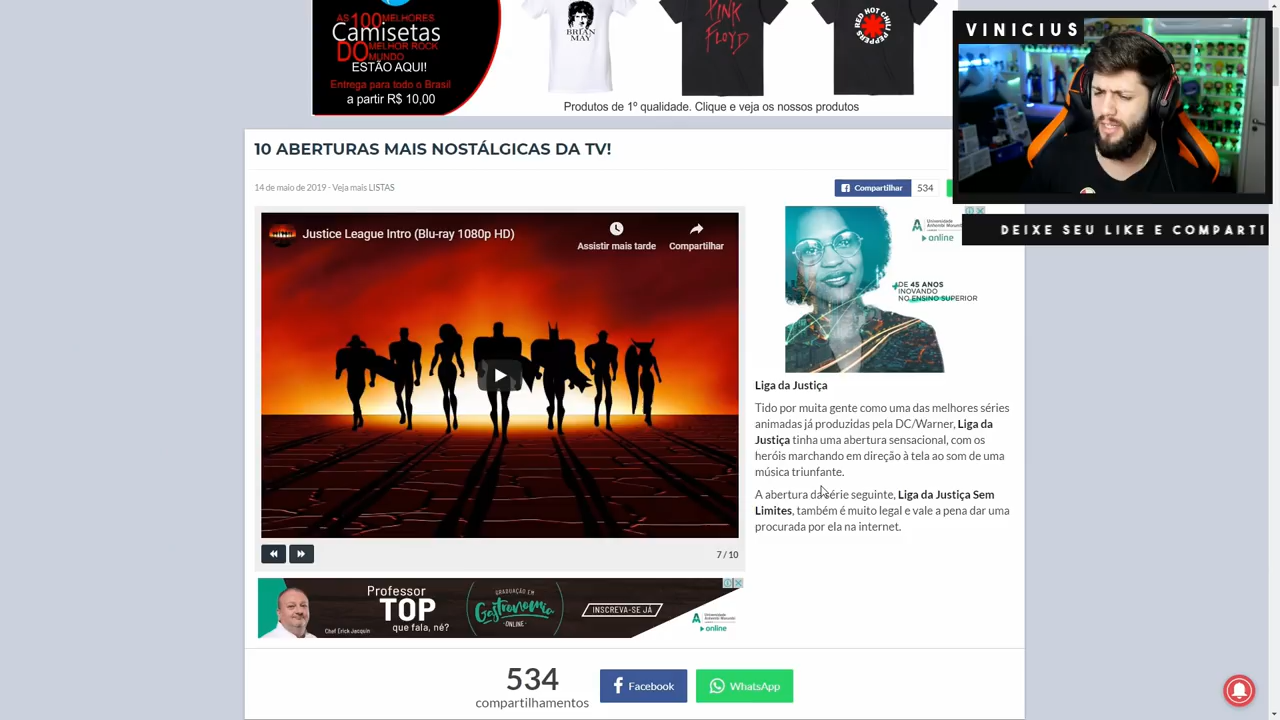 AS 100 MELHORES
Camisetas
DO MELHOR ROCK
MUNDO
ESTÃO AQUI!
Entrega para todo o Brasil
a partir R$ 10,00
BRIAN
MAY
PINK
FLOYD
RED HOT CHILI PEPPERS
Produtos de 1º qualidade. Clique e veja os nossos produtos
VINICIUS
DEIXE SEU LIKE E COMPARTI
10 ABERTURAS MAIS NOSTÁLGICAS DA TV!
14 de maio de 2019 - Veja mais LISTAS
Compartilhar
534
Justice League Intro (Blu-ray 1080p HD)
Assistir mais tarde
Compartilhar
Universidade
Anhembi Morumbi
online
DE 45 ANOS
INOVANDO
NO ENSINO SUPERIOR
Liga da Justiça
Tido por muita gente como uma das melhores séries
animadas já produzidas pela DC/Warner, Liga da
Justiça tinha uma abertura sensacional, com os
heróis marchando em direção à tela ao som de uma
música triunfante.
A abertura da série seguinte, Liga da Justiça Sem
Limites, também é muito legal e vale a pena dar uma
procurada por ela na internet.
7 / 10
Professor
TOP
que fala, né?
Chef Erick Jacquin
GRADUAÇÃO EM
Gastronomia
ONLINE
INSCREVA-SE JÁ
Universidade
Anhembi Morumbi
online
534
compartilhamentos
Facebook
WhatsApp